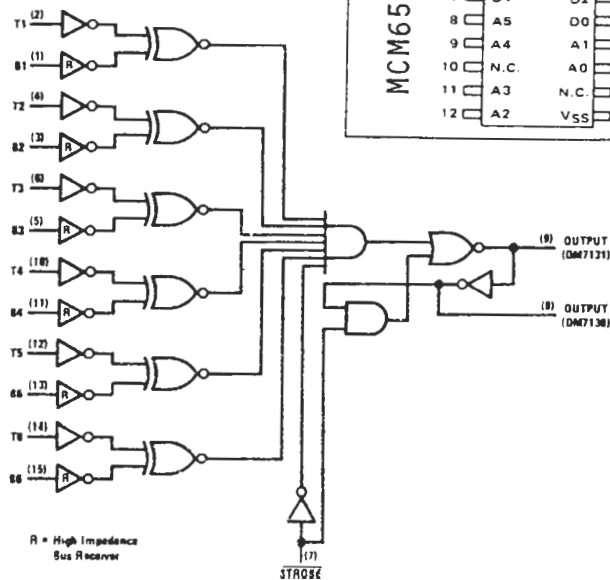 T1 (2)
B1 (1) R
T2 (4)
B2 (3) R
T3 (6)
B3 (5) R
T4 (10)
B4 (11) R
T5 (12)
B5 (13) R
T6 (14)
B6 (15) R
R = High Impedance
Bus Receiver
(7)
STROBE
(9) OUTPUT
(DM7131)
(8) OUTPUT
(DM7136)
MCM65
8 A5 D0
9 A4 A1
10 N.C. A0
11 A3 N.C.
12 A2 VSS